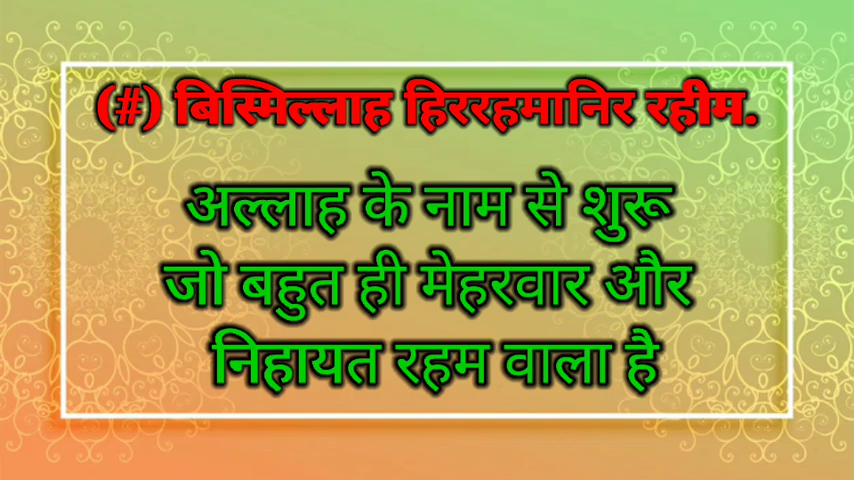 (#) बिस्मिल्लाह हिररहमानिर रहीम.
अल्लाह के नाम से शुरू
जो बहुत ही मेहरवार और
निहायत रहम वाला है